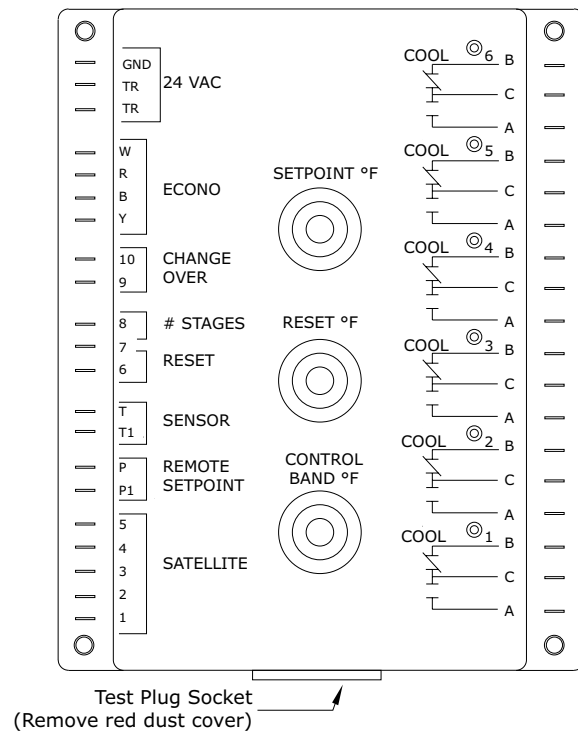 GND
TR
TR
24 VAC
W
R
B
Y
ECONO
10
9
CHANGE
OVER
8
# STAGES
7
6
RESET
T
T1
SENSOR
P
P1
REMOTE
SETPOINT
5
4
3
2
1
SATELLITE
SETPOINT °F
RESET °F
CONTROL
BAND °F
COOL 6 B
C
A
COOL 5 B
C
A
COOL 4 B
C
A
COOL 3 B
C
A
COOL 2 B
C
A
COOL 1 B
C
A
Test Plug Socket
(Remove red dust cover)